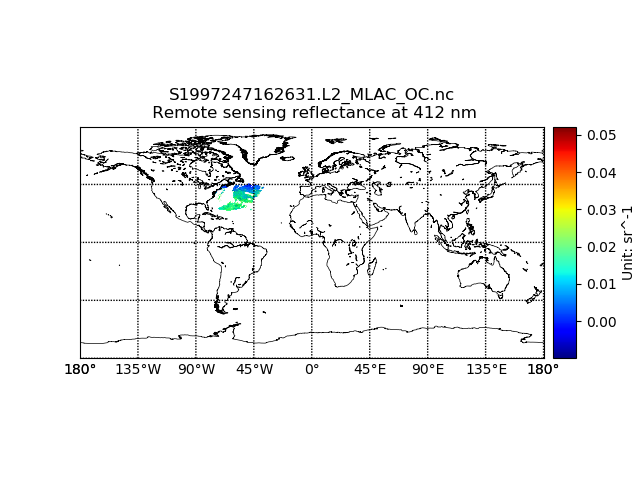 S1997247162631.L2_MLAC_OC.nc
Remote sensing reflectance at 412 nm
0.05
0.04
0.03
0.02
0.01
0.00
Unit: sr^-1
180° 135°W 90°W 45°W 0° 45°E 90°E 135°E 180°